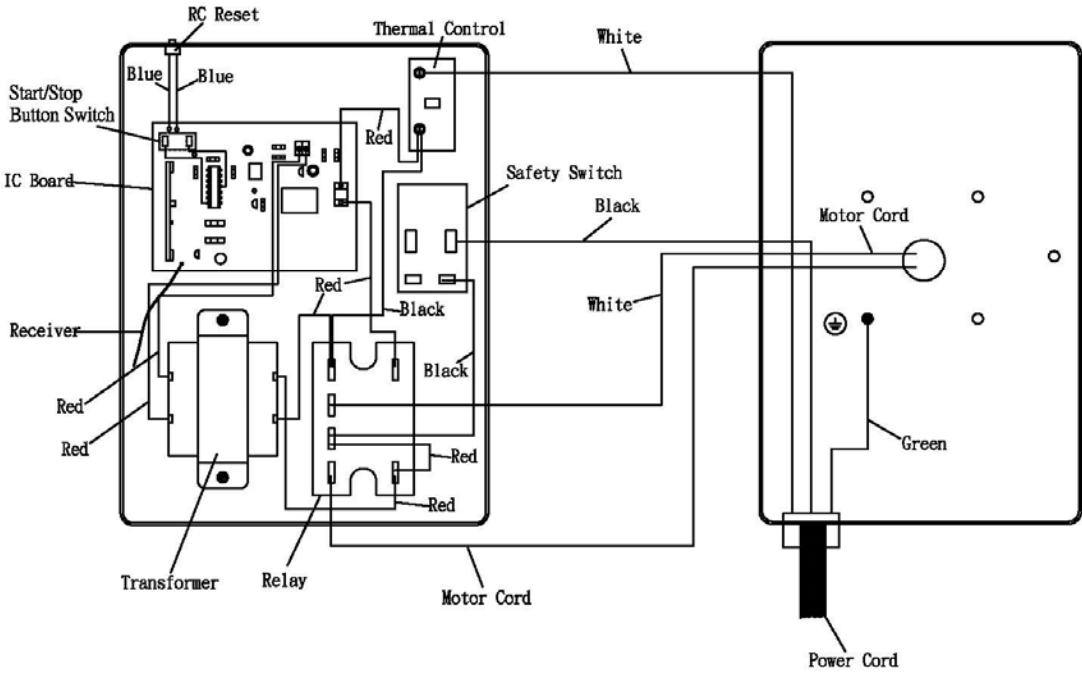 RC Reset
Thermal Control
White
Blue
Blue
Start/Stop
Button Switch
Red
IC Board
Safety Switch
Black
Motor Cord
Red
Black
White
Receiver
Black
Red
Red
Red
Green
Red
Transformer
Relay
Motor Cord
Power Cord